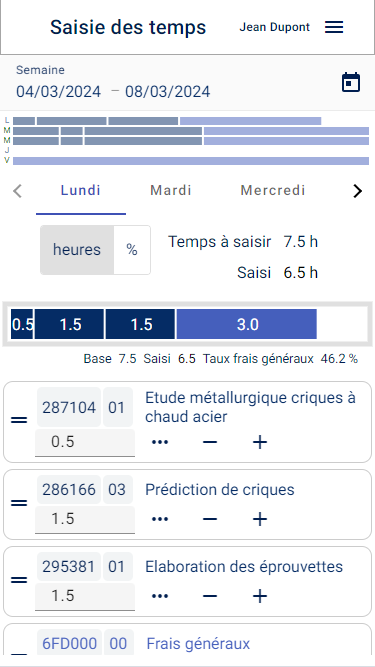 Saisie des temps
Jean Dupont
Semaine
04/03/2024 – 08/03/2024
L
M
M
J
V
Lundi Mardi Mercredi
heures %
Temps à saisir 7.5 h
Saisi 6.5 h
0.5 1.5 1.5 3.0
Base 7.5 Saisi 6.5 Taux frais généraux 46.2 %
287104 01 Etude métallurgique criques à
chaud acier
0.5
286166 03 Prédiction de criques
1.5
295381 01 Elaboration des éprouvettes
1.5
6FD000 00 Frais généraux